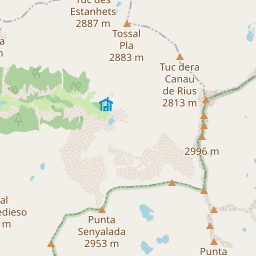 Tuc des
Estanhets
2887 m
Tossal
Pla
2883 m
Tuc dera
Canau
de Rius
2813 m
2996 m
Punta
Senyalada
2953 m
Punta